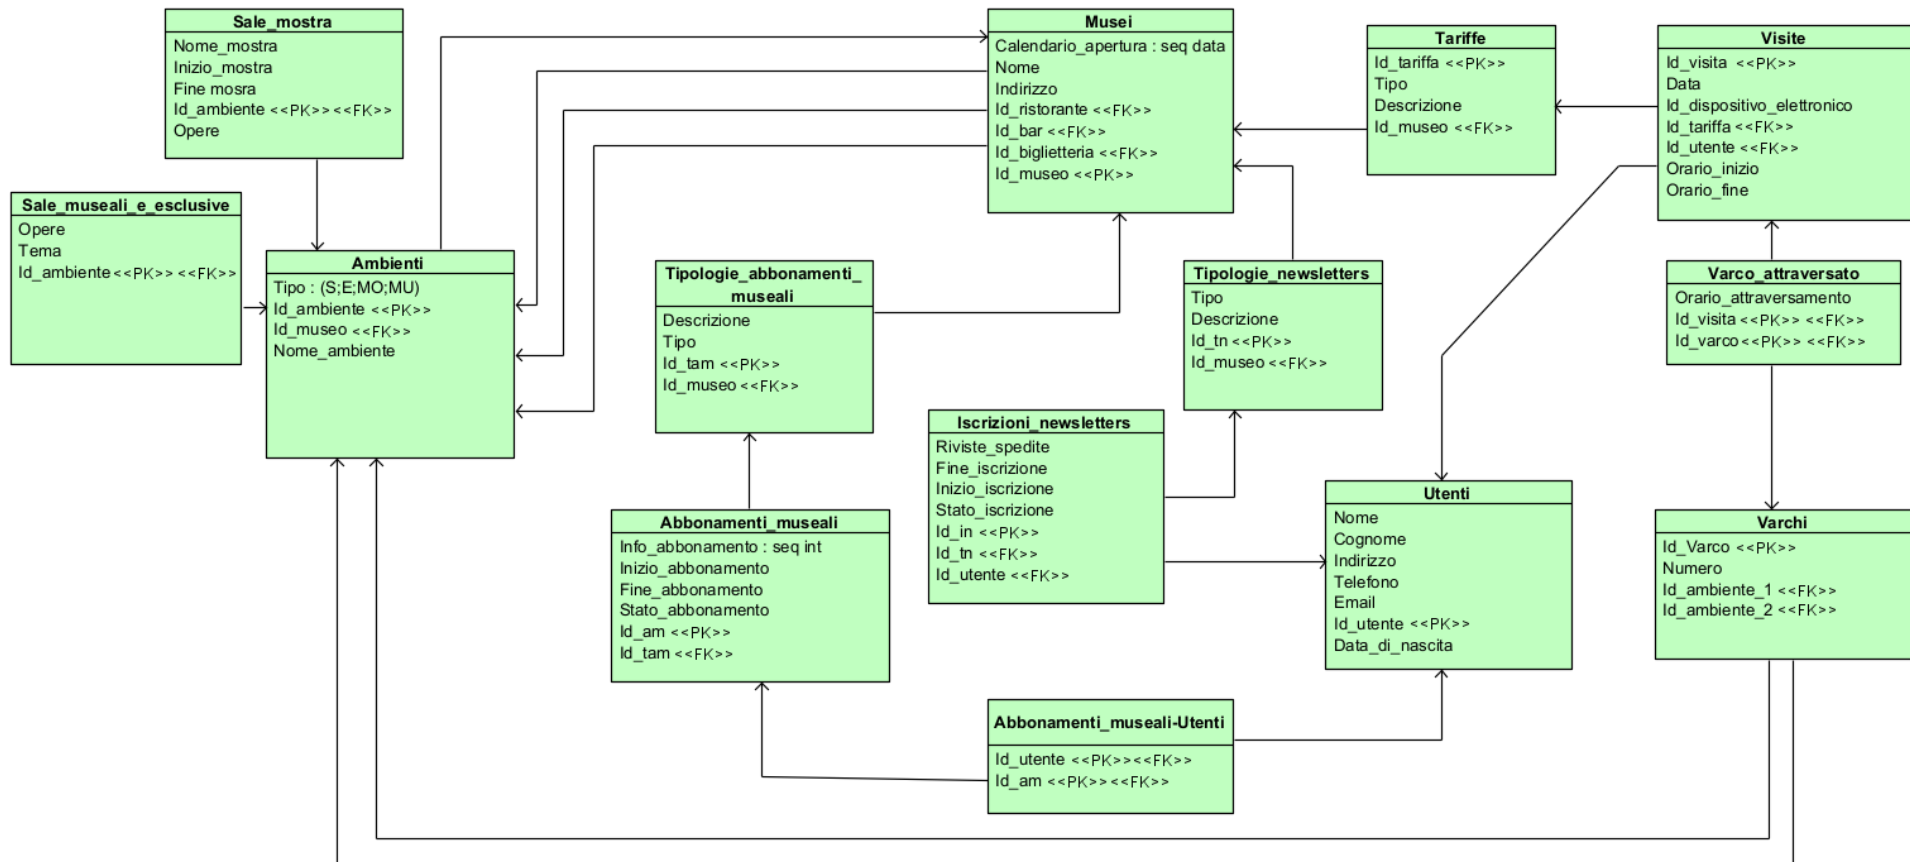 Sale_mostra
Nome_mostra
Inizio_mostra
Fine mosra
Id_ambiente <<PK>> <<FK>>
Opere
Musei
Calendario_apertura : seq data
Nome
Indirizzo
Id_ristorante <<FK>>
Id_bar <<FK>>
Id_biglietteria <<FK>>
Id_museo <<PK>>
Tariffe
Id_tariffa <<PK>>
Tipo
Descrizione
Id_museo <<FK>>
Visite
Id_visita <<PK>>
Data
Id_dispositivo_elettronico
Id_tariffa <<FK>>
Id_utente <<FK>>
Orario_inizio
Orario_fine
Sale_museali_e_esclusive
Opere
Tema
Id_ambiente <<PK>> <<FK>>
Ambienti
Tipo : (S;E;MO;MU)
Id_ambiente <<PK>>
Id_museo <<FK>>
Nome_ambiente
Tipologie_abbonamenti_
museali
Descrizione
Tipo
Id_tam <<PK>>
Id_museo <<FK>>
Tipologie_newsletters
Tipo
Descrizione
Id_tn <<PK>>
Id_museo <<FK>>
Varco_attraversato
Orario_attraversamento
Id_visita <<PK>> <<FK>>
Id_varco <<PK>> <<FK>>
Iscrizioni_newsletters
Riviste_spedite
Fine_iscrizione
Inizio_iscrizione
Stato_iscrizione
Id_in <<PK>>
Id_tn <<FK>>
Id_utente <<FK>>
Utenti
Nome
Cognome
Indirizzo
Telefono
Email
Id_utente <<PK>>
Data_di_nascita
Abbonamenti_museali
Info_abbonamento : seq int
Inizio_abbonamento
Fine_abbonamento
Stato_abbonamento
Id_am <<PK>>
Id_tam <<FK>>
Varchi
Id_Varco <<PK>>
Numero
Id_ambiente_1 <<FK>>
Id_ambiente_2 <<FK>>
Abbonamenti_museali-Utenti
Id_utente <<PK>><<FK>>
Id_am <<PK>> <<FK>>